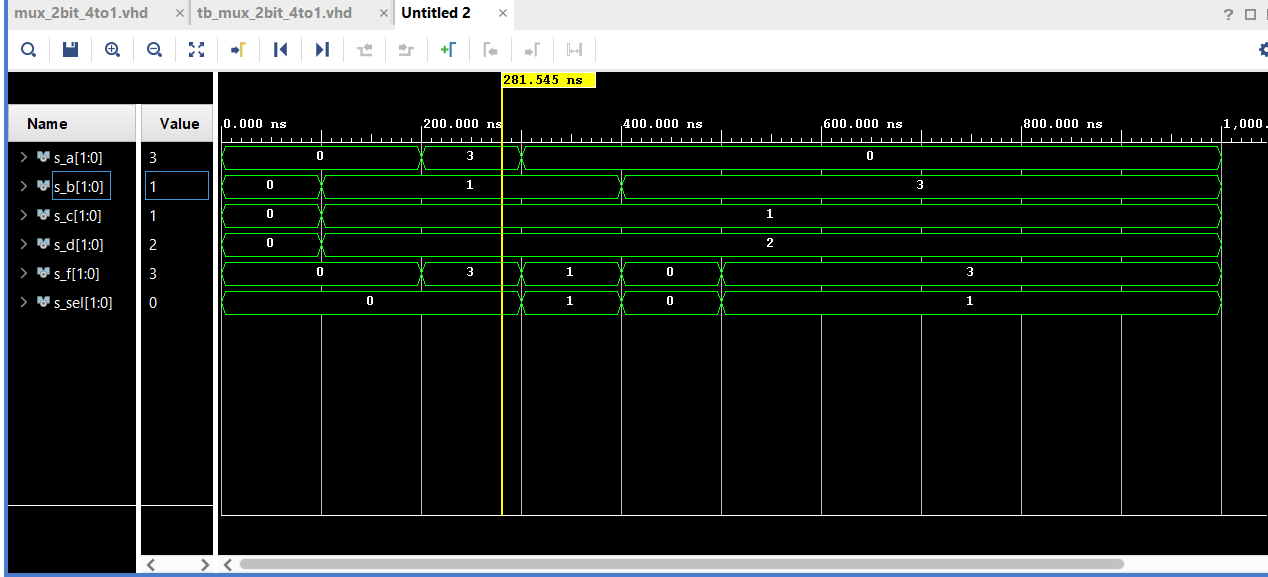 mux_2bit_4to1.vhd × tb_mux_2bit_4to1.vhd × Untitled 2 × ?
281.545 ns
Name Value 0.000 ns 200.000 ns 400.000 ns 600.000 ns 800.000 ns 1,000.
s_a[1:0] 3 0 3 0
s_b[1:0] 1 0 1 3
s_c[1:0] 1 0 1
s_d[1:0] 2 0 2
s_f[1:0] 3 0 3 1 0 3
s_sel[1:0] 0 0 1 0 1